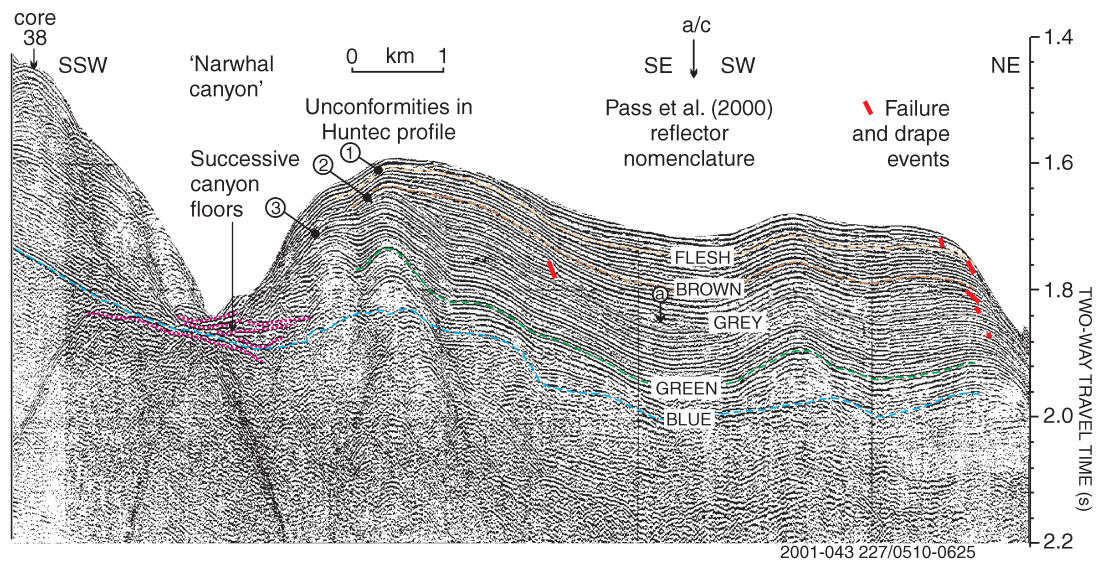 core
38
SSW
'Narwhal
canyon'
0 km 1
a/c
SE SW
NE
1.4
Unconformities in
Huntec profile
Pass et al. (2000)
reflector
nomenclature
Failure
and drape
events
Successive
canyon
floors
1
2
3
1.6
FLESH
BROWN
a
GREY
1.8
GREEN
BLUE
2.0
2.2
TWO-WAY TRAVEL TIME (s)
2001-043 227/0510-0625